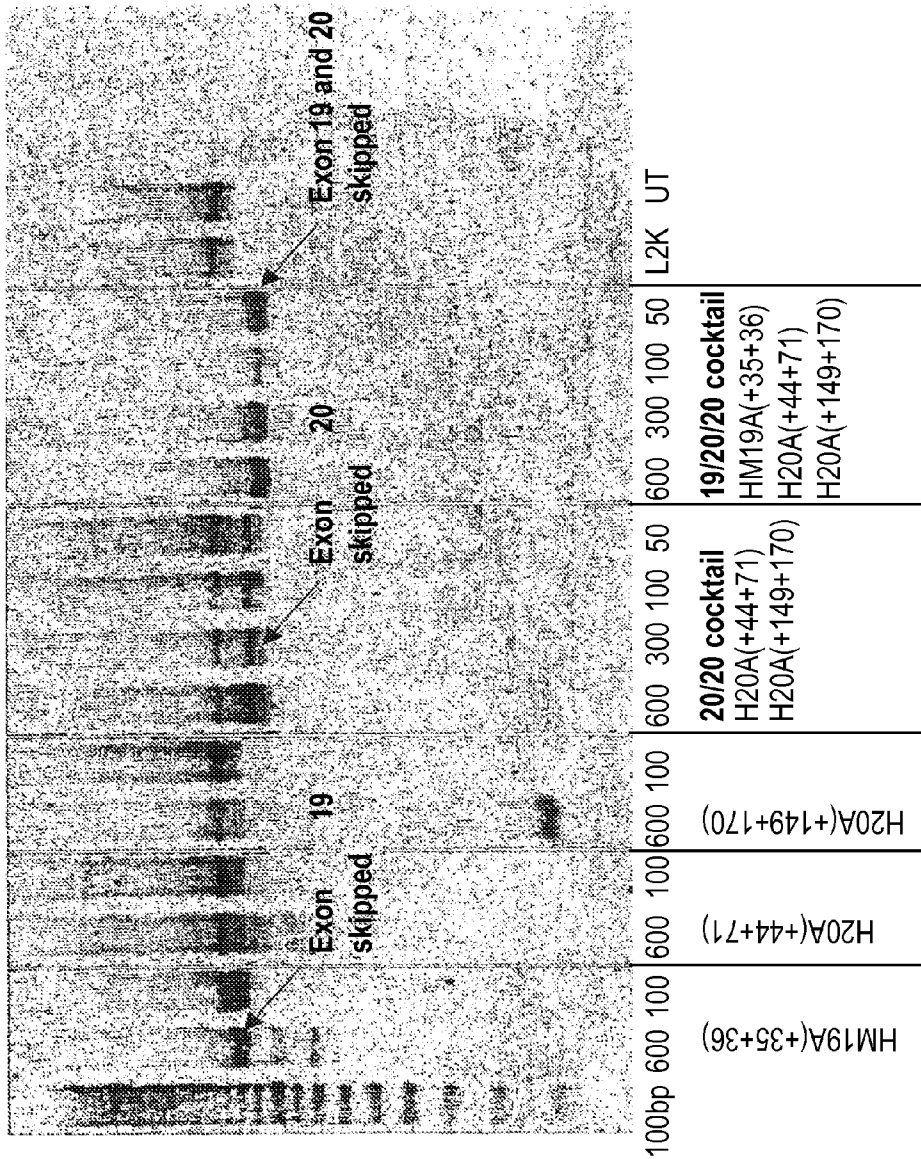 Exon 19
skipped
Exon 20
skipped
Exon 19 and 20
skipped
100bp 600 100 600 100 600 100 600 300 100 50 600 300 100 50 L2K UT
HM19A(+35+36)
H20A(+44+71)
H20A(+149+170)
20/20 cocktail
H20A(+44+71)
H20A(+149+170)
19/20/20 cocktail
HM19A(+35+36)
H20A(+44+71)
H20A(+149+170)